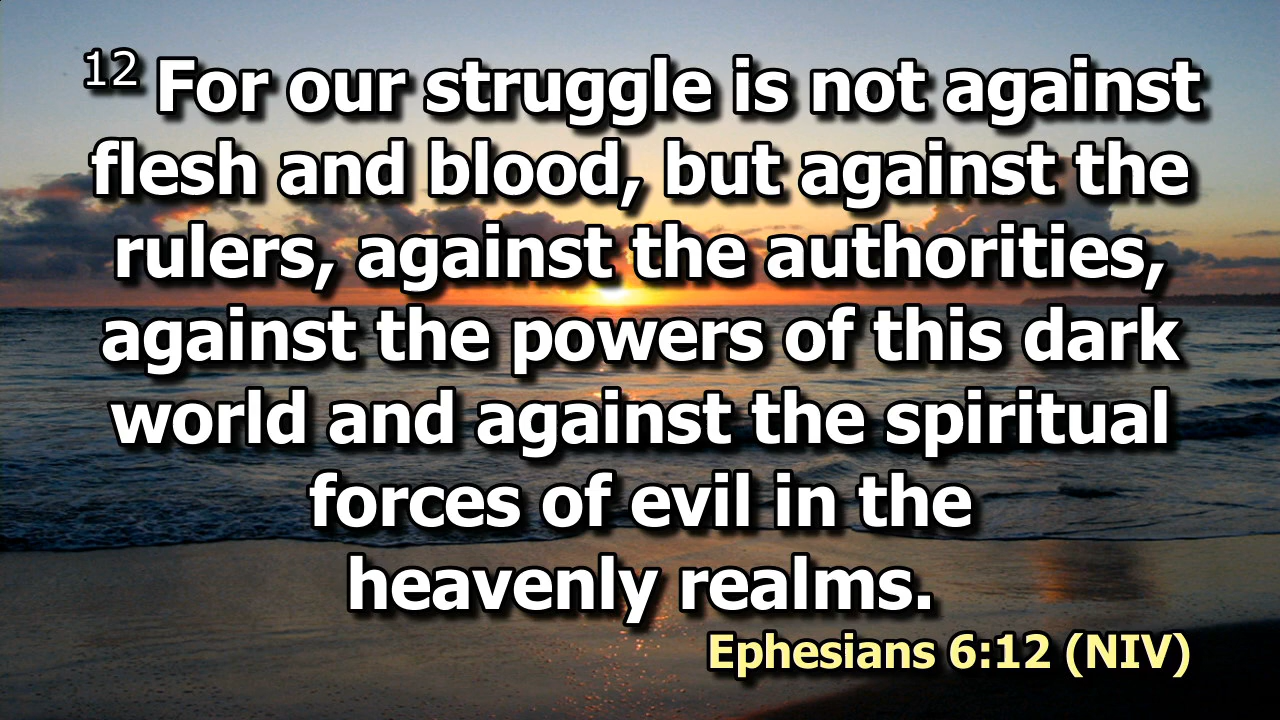 12 For our struggle is not against
flesh and blood, but against the
rulers, against the authorities,
against the powers of this dark
world and against the spiritual
forces of evil in the
heavenly realms.
Ephesians 6:12 (NIV)